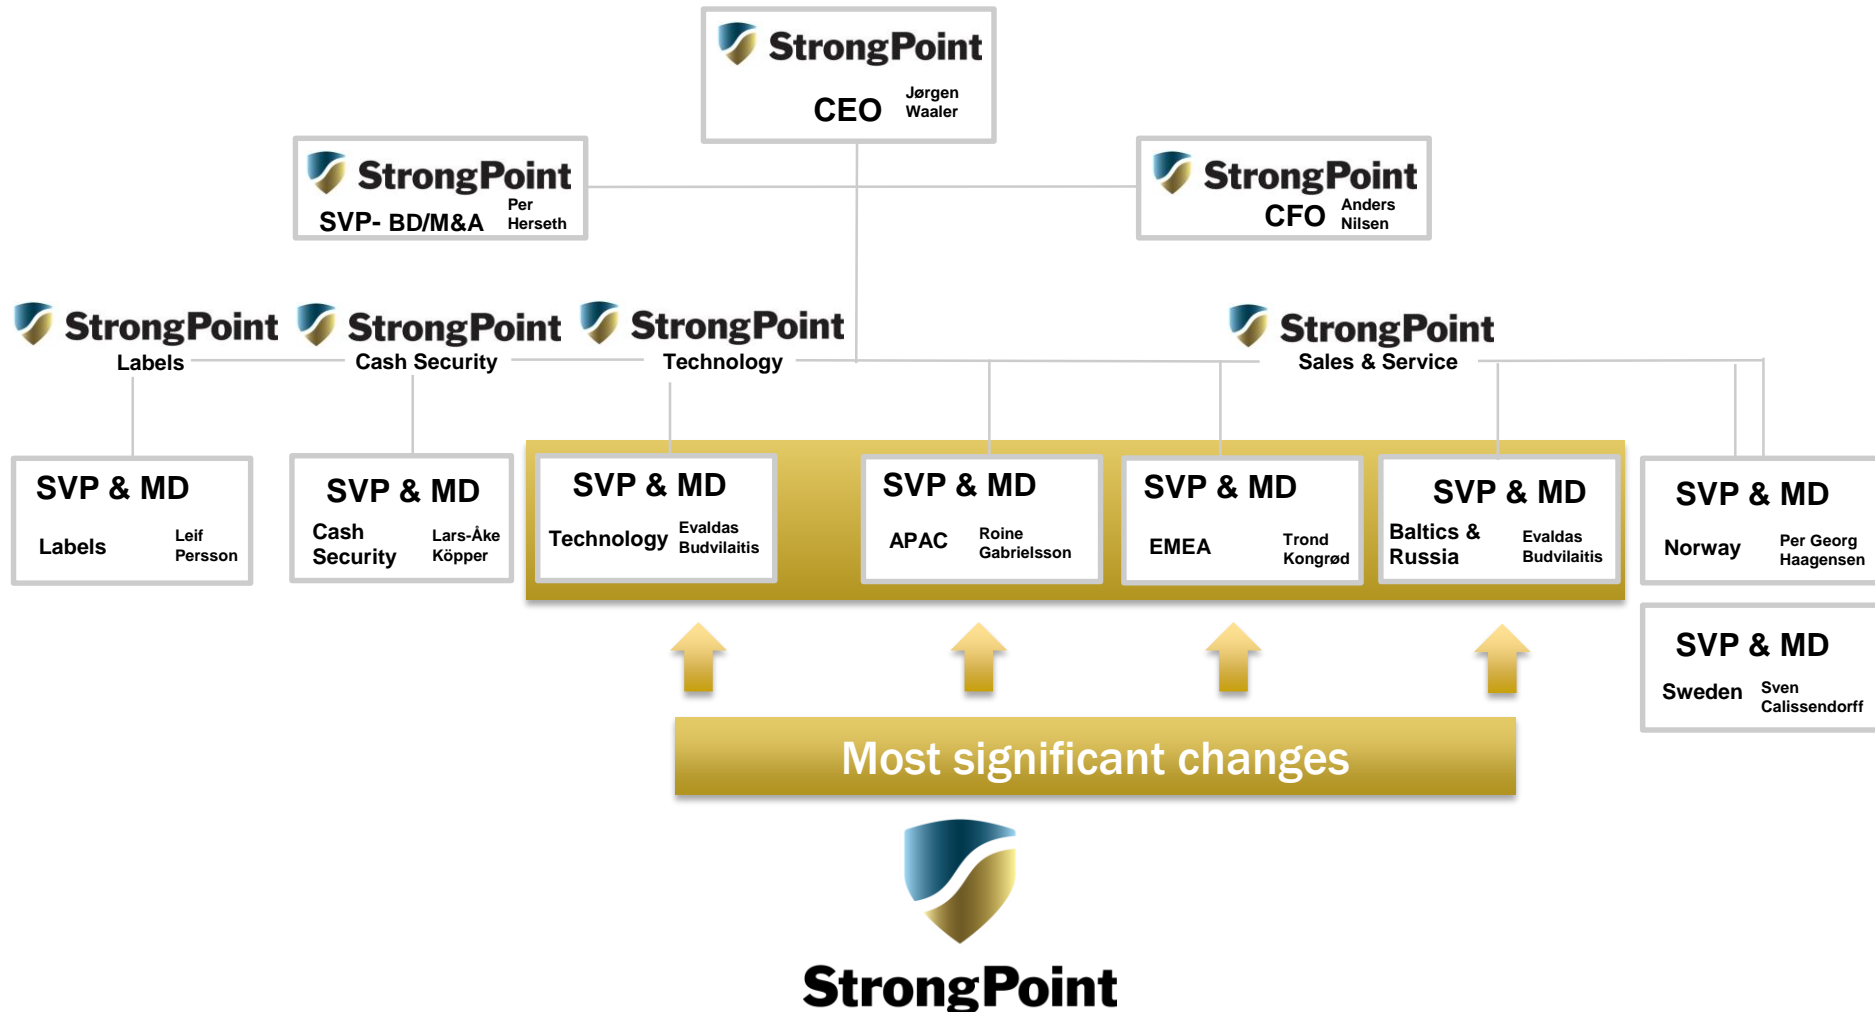 StrongPoint
CEO
Jørgen
Waaler
StrongPoint
SVP- BD/M&A
Per
Herseth
StrongPoint
CFO
Anders
Nilsen
StrongPoint
Labels
StrongPoint
Cash Security
StrongPoint
Technology
StrongPoint
Sales & Service
SVP & MD
Labels
Leif
Persson
SVP & MD
Cash
Security
Lars-Åke
Köpper
SVP & MD
Technology
Evaldas
Budvilaitis
SVP & MD
APAC
Roine
Gabrielsson
SVP & MD
EMEA
Trond
Kongrød
SVP & MD
Baltics &
Russia
Evaldas
Budvilaitis
SVP & MD
Norway
Per Georg
Haagensen
SVP & MD
Sweden
Sven
Calissendorff
Most significant changes
StrongPoint